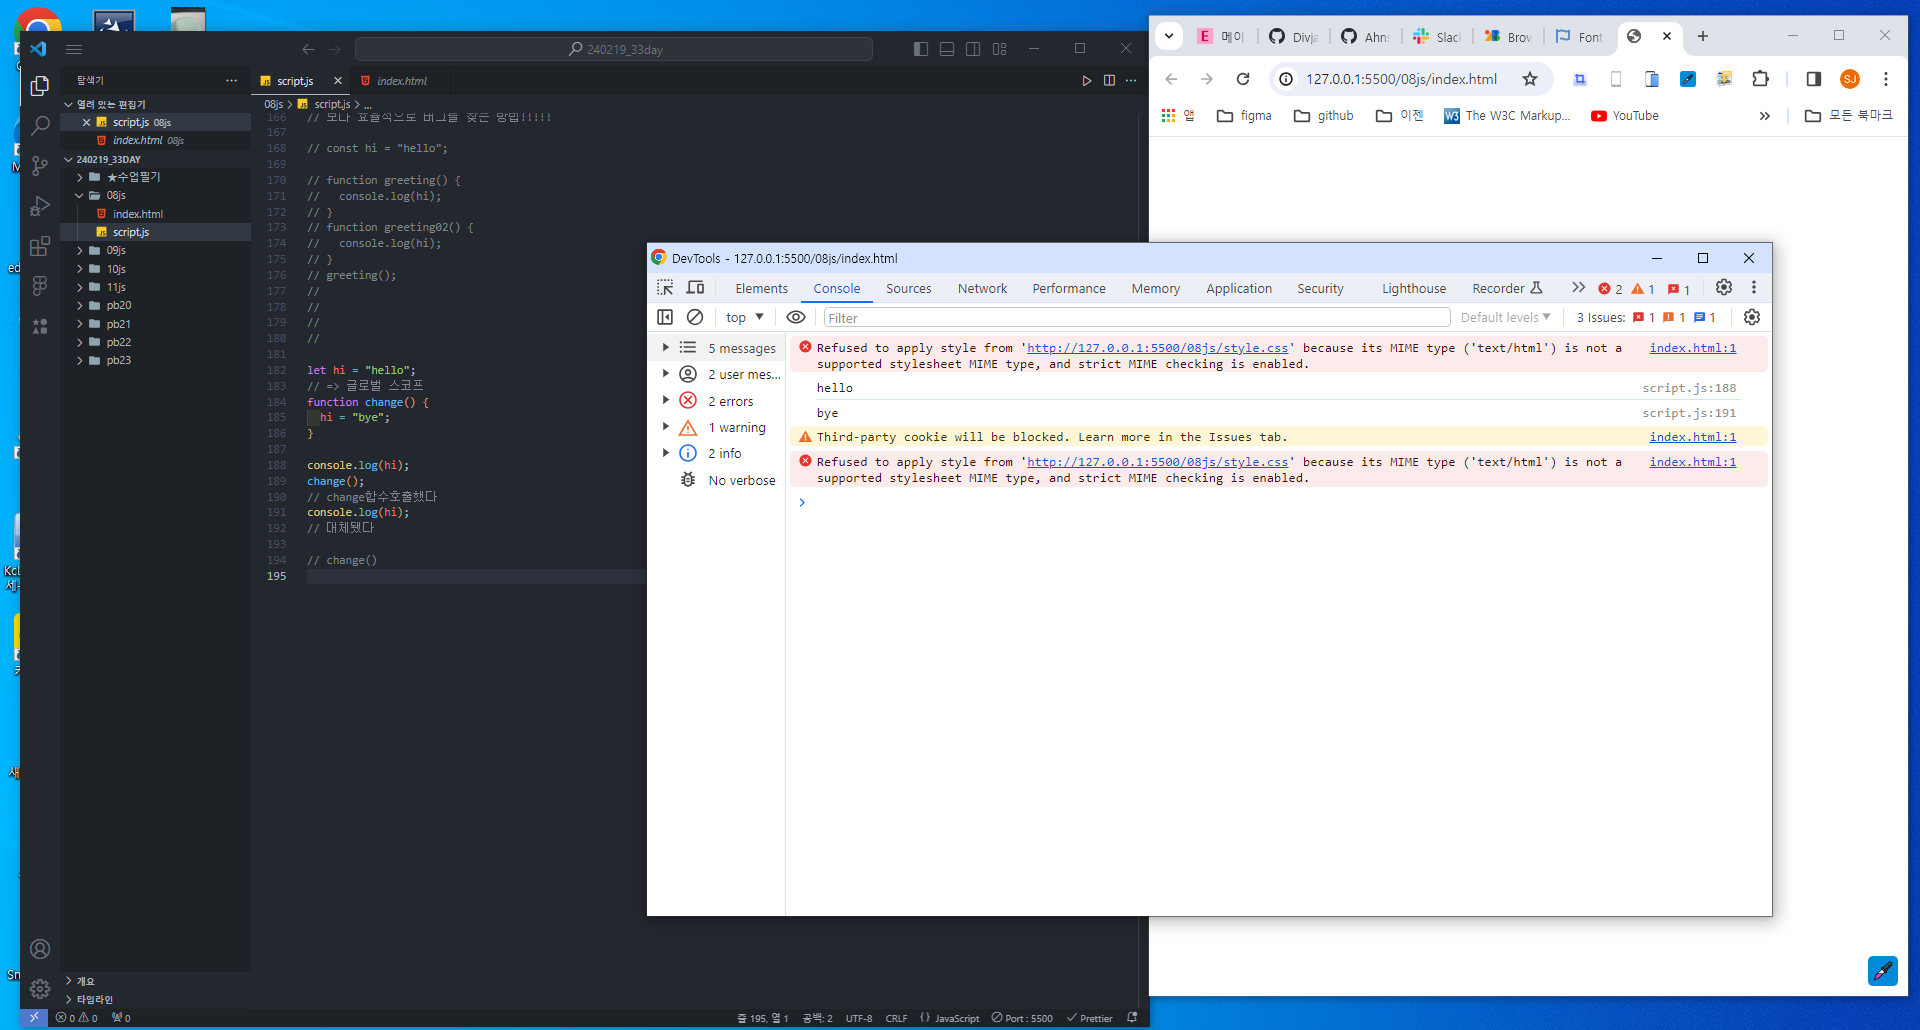 240219_33day
탐색기
열려 있는 편집기
script.js 08js
index.html 08js
240219_33DAY
★수업필기
08js
index.html
script.js
09js
10js
11js
pb20
pb21
pb22
pb23
개요
타임라인
script.js
index.html
08js > script.js > ...
166 // 보다 효율적으로 버그를 찾는 방법!!!!!
167
168 // const hi = "hello";
169
170 // function greeting() {
171 //   console.log(hi);
172 // }
173 // function greeting02() {
174 //   console.log(hi);
175 // }
176 // greeting();
177 //
178 //
179 //
180 //
181
182 let hi = "hello";
183 // => 글로벌 스코프
184 function change() {
185   hi = "bye";
186 }
187
188 console.log(hi);
189 change();
190 // change합수호출했다
191 console.log(hi);
192 // 대체됐다
193
194 // change()
195
0 0 0
줄 195, 열 1 공백: 2 UTF-8 CRLF {} JavaScript Port : 5500 Prettier
메이 Divja Ahn Slac Brow Font
127.0.0.1:5500/08js/index.html
SJ
앱 figma github 이젠 The W3C Markup... YouTube » 모든 북마크
DevTools - 127.0.0.1:5500/08js/index.html
Elements Console Sources Network Performance Memory Application Security Lighthouse Recorder » 2 1 1
top Filter Default levels 3 Issues: 1 1 1
5 messages
2 user mes...
2 errors
1 warning
2 info
No verbose
Refused to apply style from 'http://127.0.0.1:5500/08js/style.css' because its MIME type ('text/html') is not a index.html:1
supported stylesheet MIME type, and strict MIME checking is enabled.
hello script.js:188
bye script.js:191
Third-party cookie will be blocked. Learn more in the Issues tab. index.html:1
Refused to apply style from 'http://127.0.0.1:5500/08js/style.css' because its MIME type ('text/html') is not a index.html:1
supported stylesheet MIME type, and strict MIME checking is enabled.